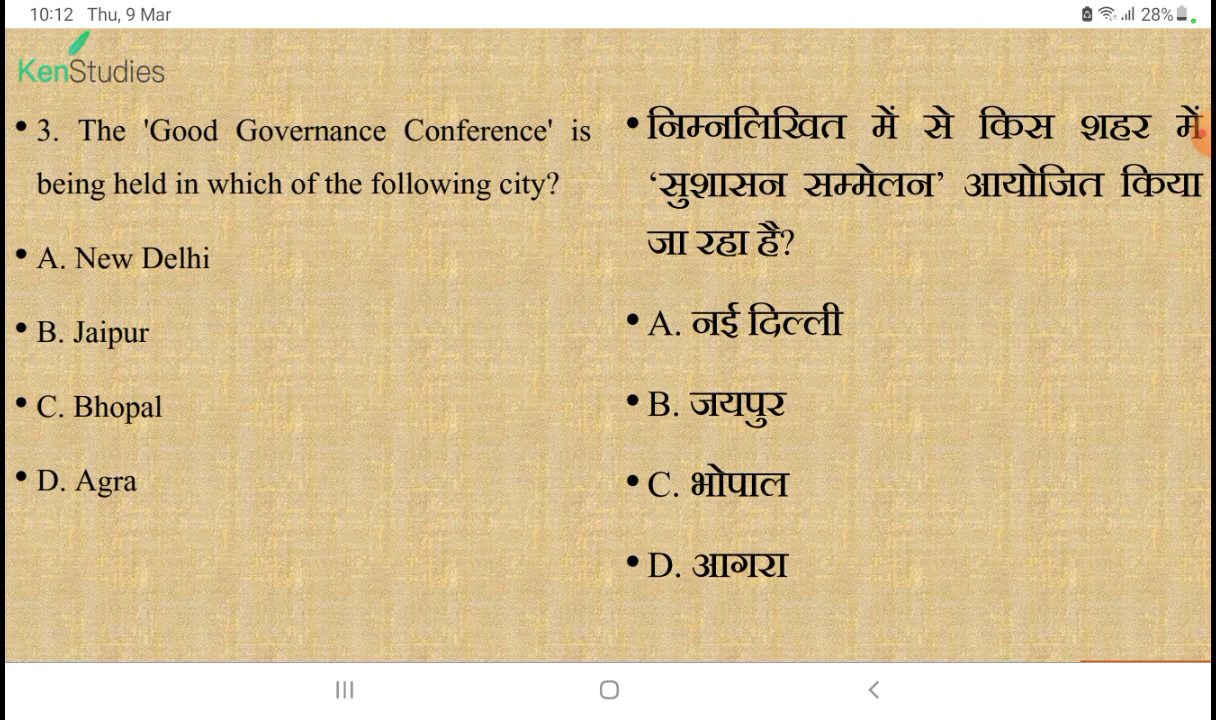 10:12 Thu, 9 Mar
28%
KenStudies
• 3. The 'Good Governance Conference' is
being held in which of the following city?
• A. New Delhi
• B. Jaipur
• C. Bhopal
• D. Agra
• निम्नलिखित में से किस शहर में
‘सुशासन सम्मेलन’ आयोजित किया
जा रहा है?
• A. नई दिल्ली
• B. जयपुर
• C. भोपाल
• D. आगरा